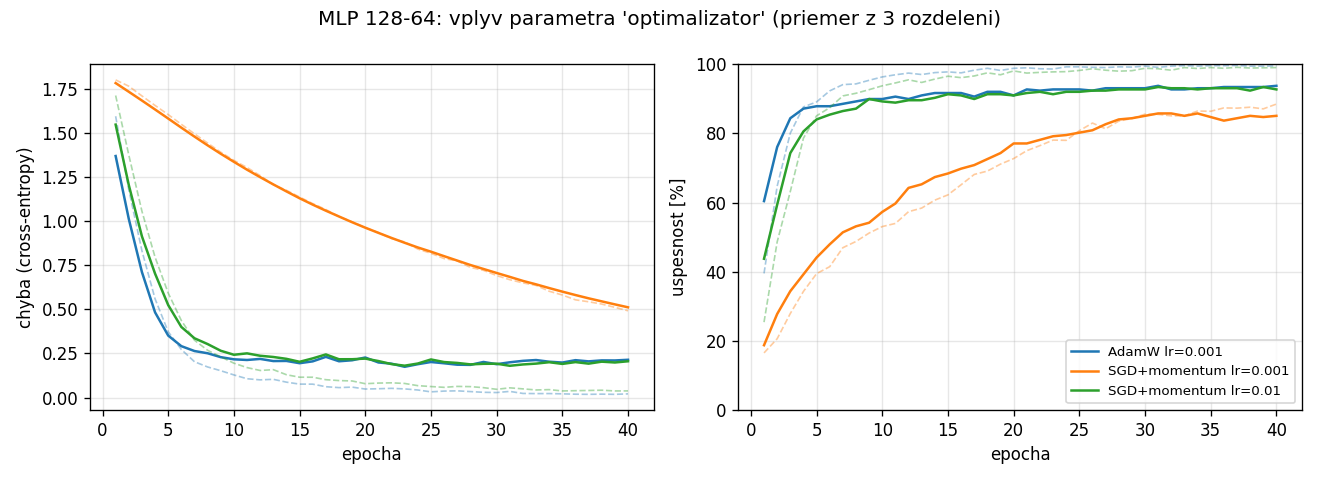 MLP 128-64: vplyv parametra 'optimalizator' (priemer z 3 rozdeleni)
chyba (cross-entropy)
1.75
1.50
1.25
1.00
0.75
0.50
0.25
0.00
0 5 10 15 20 25 30 35 40
epocha
uspesnost [%]
100
80
60
40
20
0
AdamW lr=0.001
SGD+momentum lr=0.001
SGD+momentum lr=0.01
0 5 10 15 20 25 30 35 40
epocha